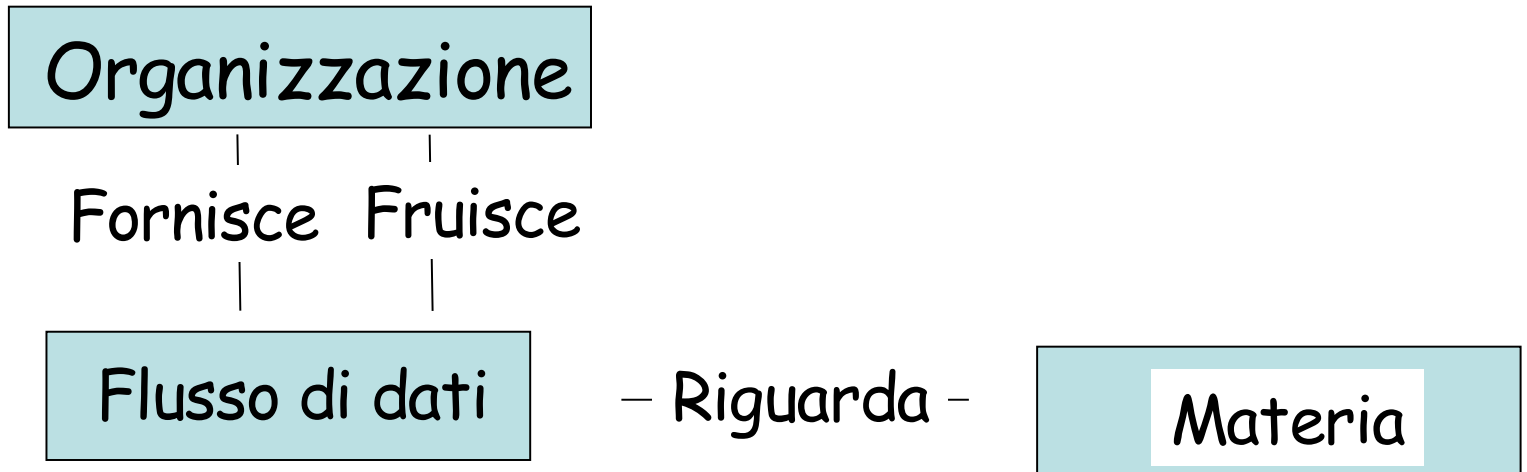 Organizzazione
Fornisce Fruisce
Flusso di dati Riguarda Materia